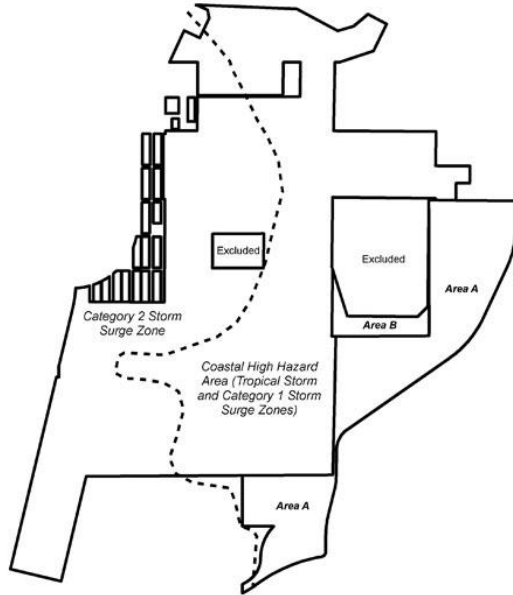 Excluded
Excluded
Area A
Area B
Category 2 Storm
Surge Zone
Coastal High Hazard
Area (Tropical Storm
and Category 1 Storm
Surge Zones)
Area A